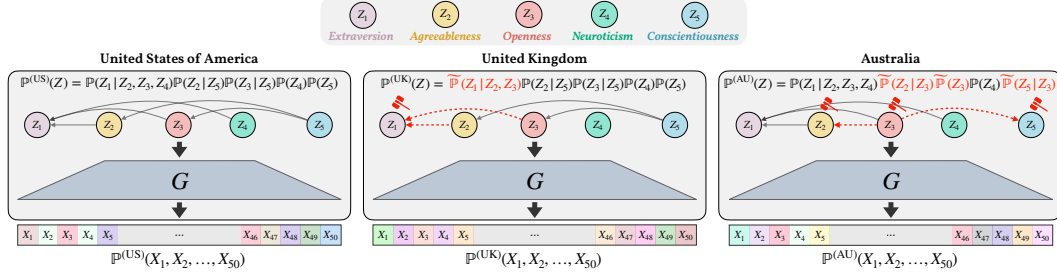 Z₁ Z₂ Z₃ Z₄ Z₅
Extraversion Agreeableness Openness Neuroticism Conscientiousness
United States of America
ℙ^(US)(Z) = ℙ(Z₁|Z₂, Z₃, Z₄)ℙ(Z₂|Z₅)ℙ(Z₃|Z₅)ℙ(Z₄)ℙ(Z₅)
Z₁ Z₂ Z₃ Z₄ Z₅
G
X₁ X₂ X₃ X₄ X₅ ... X₄₆ X₄₇ X₄₈ X₄₉ X₅₀
ℙ^(US)(X₁, X₂, …, X₅₀)
United Kingdom
ℙ^(UK)(Z) = ℙ̃(Z₁|Z₂, Z₃)ℙ(Z₂|Z₅)ℙ(Z₃|Z₅)ℙ(Z₄)ℙ(Z₅)
Z₁ Z₂ Z₃ Z₄ Z₅
G
X₁ X₂ X₃ X₄ X₅ ... X₄₆ X₄₇ X₄₈ X₄₉ X₅₀
ℙ^(UK)(X₁, X₂, …, X₅₀)
Australia
ℙ^(AU)(Z) = ℙ(Z₁|Z₂, Z₃, Z₄)ℙ̃(Z₂|Z₃)ℙ̃(Z₃)ℙ(Z₄)ℙ̃(Z₅|Z₃)
Z₁ Z₂ Z₃ Z₄ Z₅
G
X₁ X₂ X₃ X₄ X₅ ... X₄₆ X₄₇ X₄₈ X₄₉ X₅₀
ℙ^(AU)(X₁, X₂, …, X₅₀)